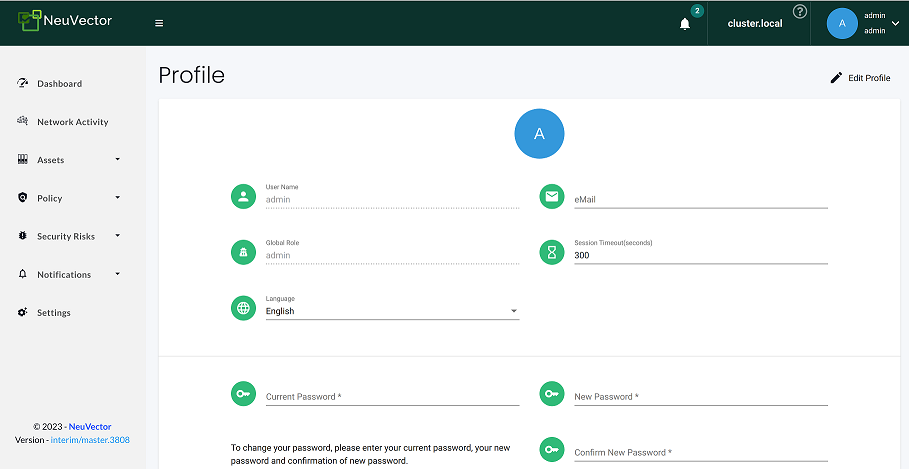 NeuVector
2
cluster.local
?
A
admin
admin
Dashboard
Network Activity
Assets
Policy
Security Risks
Notifications
Settings
© 2023 - NeuVector
Version - interim/master.3808
Profile
Edit Profile
A
User Name
admin
eMail
Global Role
admin
Session Timeout(seconds)
300
Language
English
Current Password *
New Password *
To change your password, please enter your current password, your new
password and confirmation of new password.
Confirm New Password *